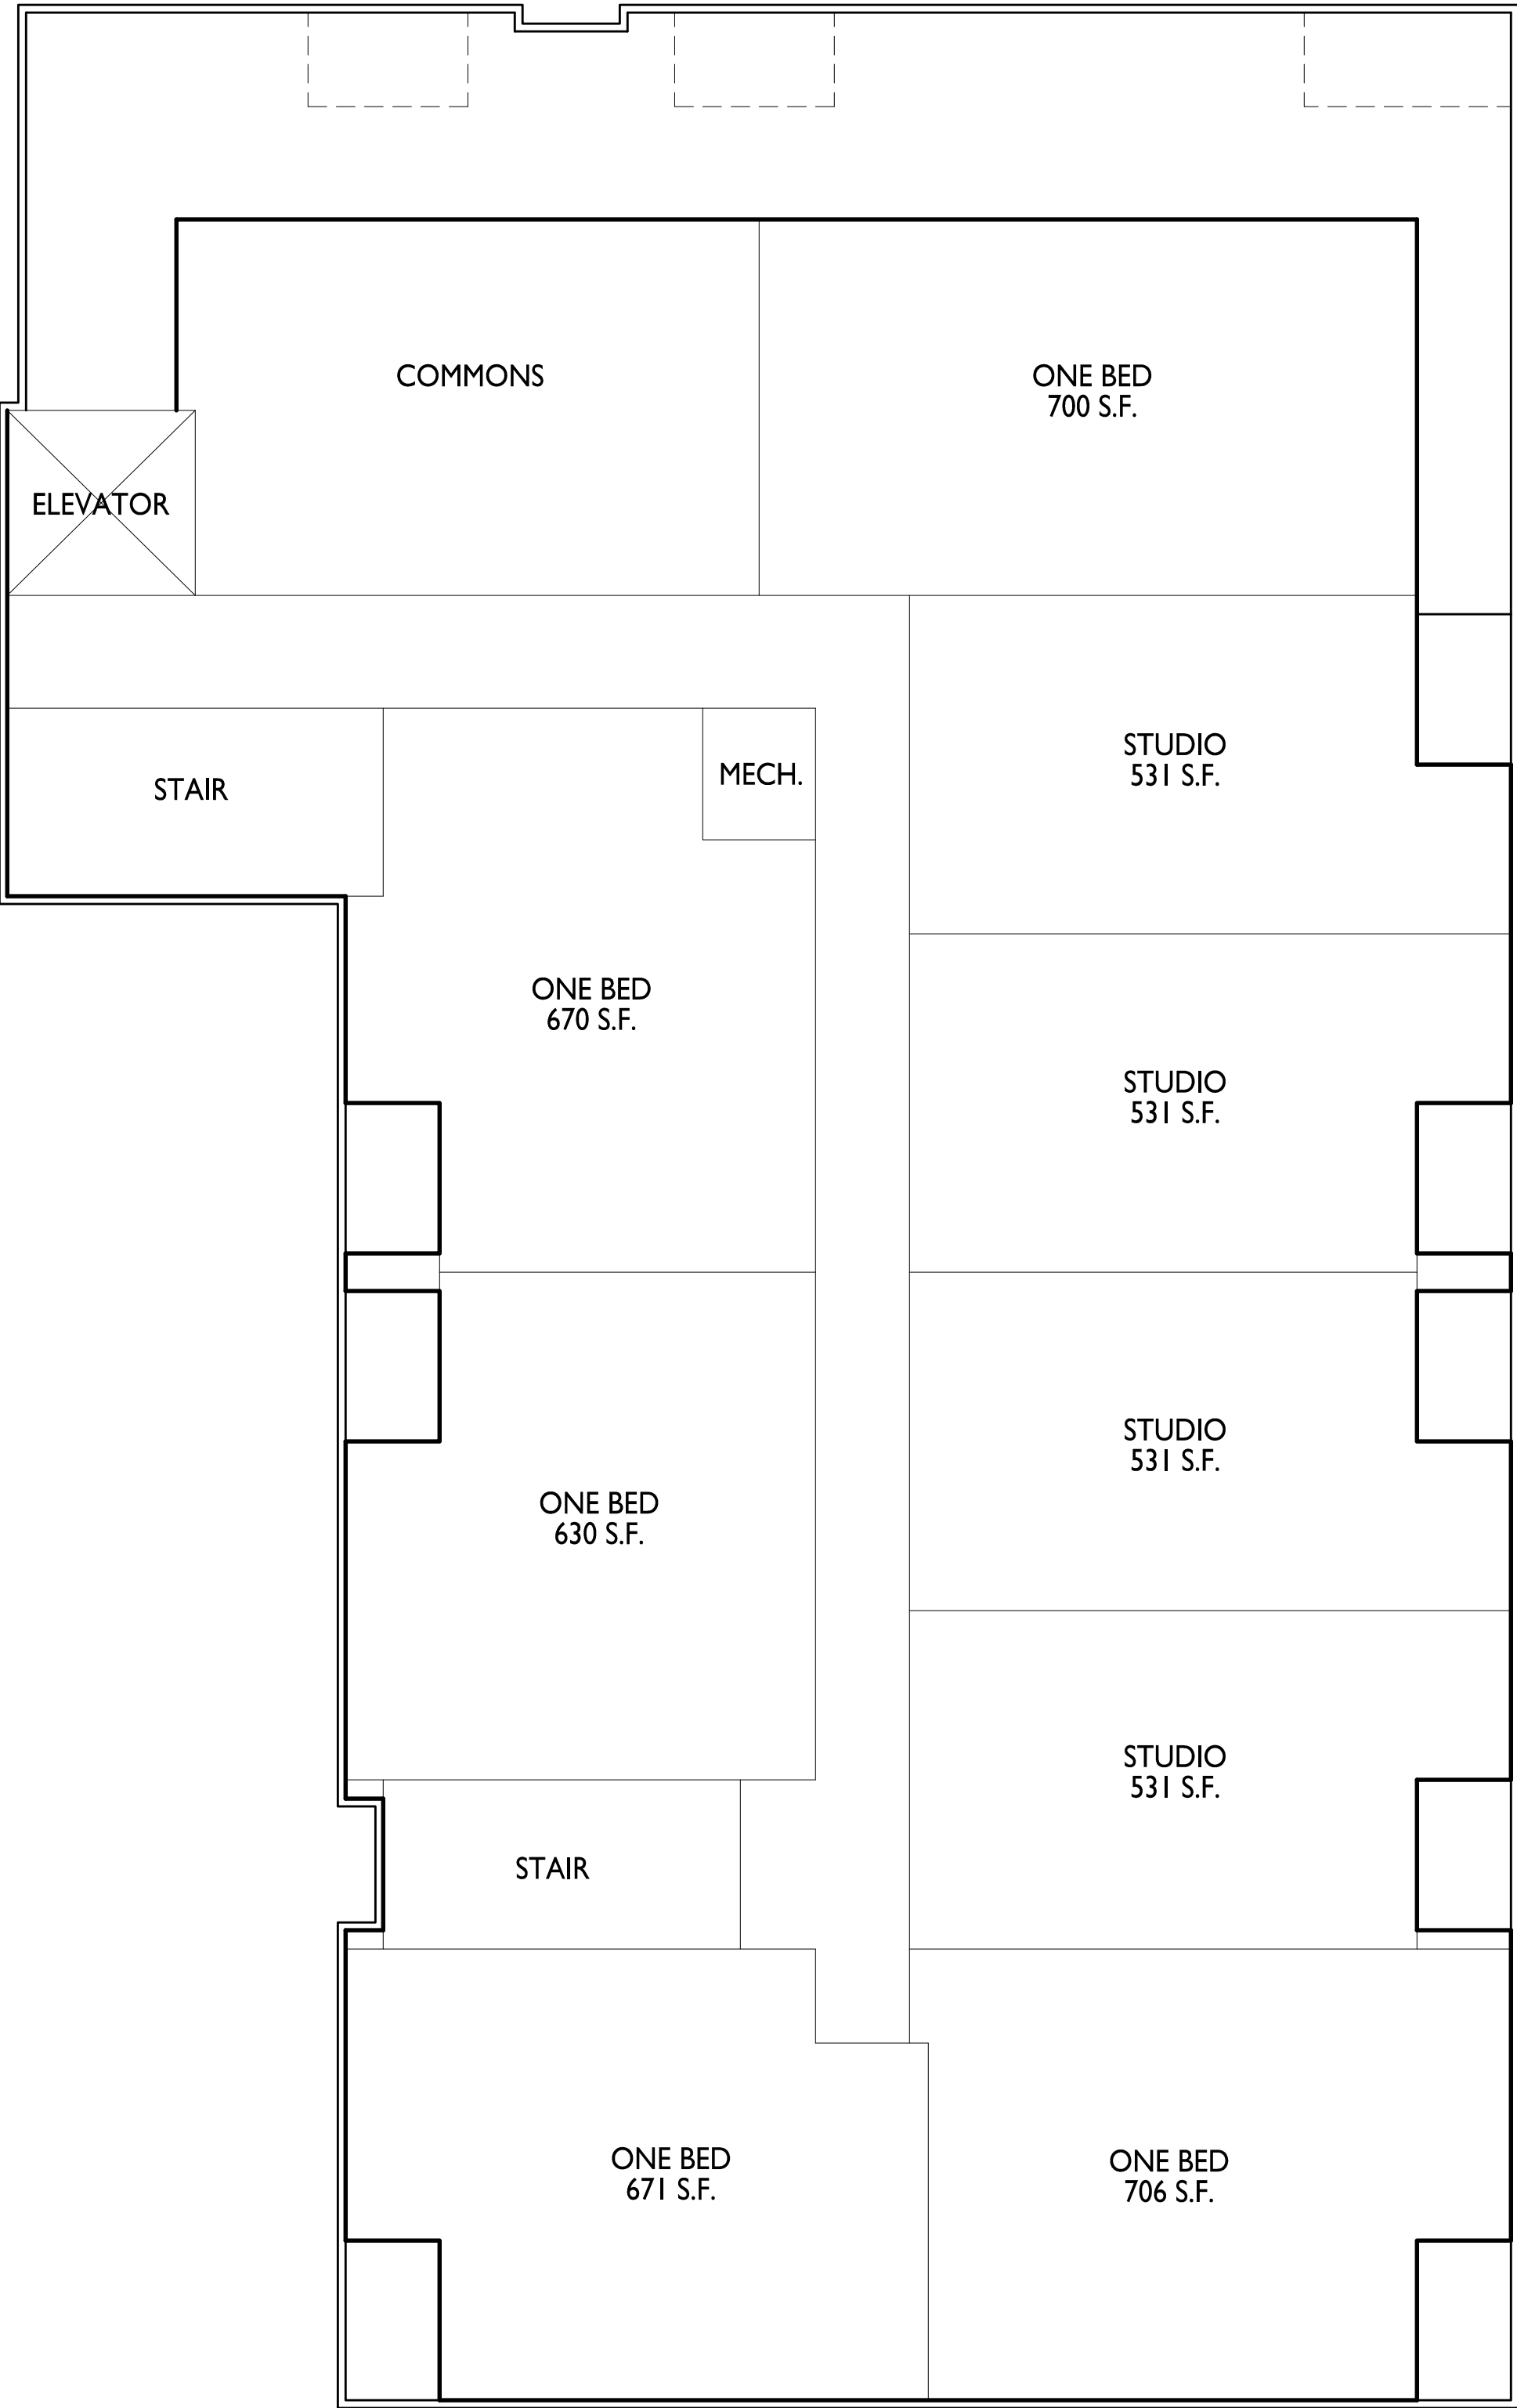 COMMONS
ONE BED
700 S.F.
ELEVATOR
STUDIO
531 S.F.
STAIR
MECH.
ONE BED
670 S.F.
STUDIO
531 S.F.
STUDIO
531 S.F.
ONE BED
630 S.F.
STUDIO
531 S.F.
STAIR
ONE BED
671 S.F.
ONE BED
706 S.F.